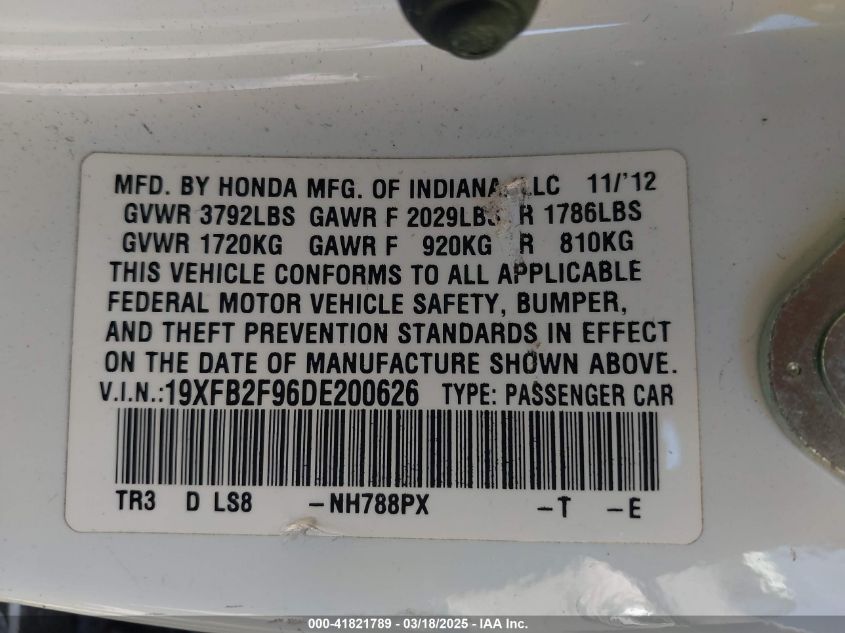 MFD. BY HONDA MFG. OF INDIANA, LLC 11/'12
GVWR 3792LBS GAWR F 2029LBS R 1786LBS
GVWR 1720KG GAWR F 920KG R 810KG
THIS VEHICLE CONFORMS TO ALL APPLICABLE
FEDERAL MOTOR VEHICLE SAFETY, BUMPER,
AND THEFT PREVENTION STANDARDS IN EFFECT
ON THE DATE OF MANUFACTURE SHOWN ABOVE.
V.I.N.:19XFB2F96DE200626 TYPE: PASSENGER CAR
TR3 D LS8 -NH788PX -T -E
000-41821789 - 03/18/2025 - IAA Inc.